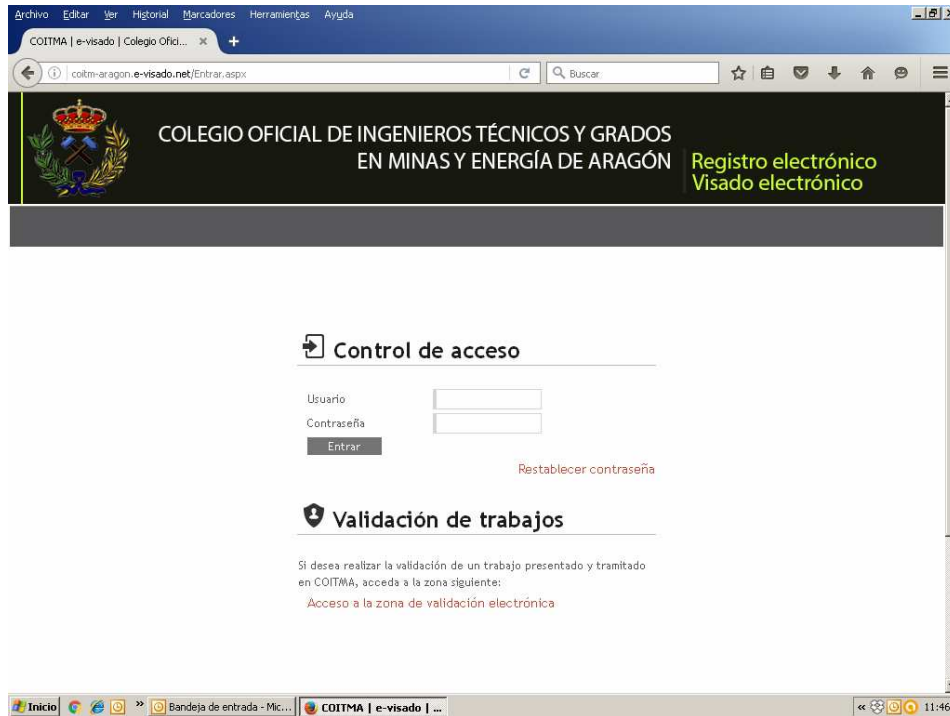 Archivo Editar Ver Historial Marcadores Herramientas Ayuda
COITMA | e-visado | Colegio Ofici...
coitm-aragon.e-visado.net/Entrar.aspx
Buscar
COLEGIO OFICIAL DE INGENIEROS TÉCNICOS Y GRADOS
EN MINAS Y ENERGÍA DE ARAGÓN
Registro electrónico
Visado electrónico
Control de acceso
Usuario
Contraseña
Entrar
Restablecer contraseña
Validación de trabajos
Si desea realizar la validación de un trabajo presentado y tramitado
en COITMA, acceda a la zona siguiente:
Acceso a la zona de validación electrónica
Inicio » Bandeja de entrada - Mic... COITMA | e-visado | ... «